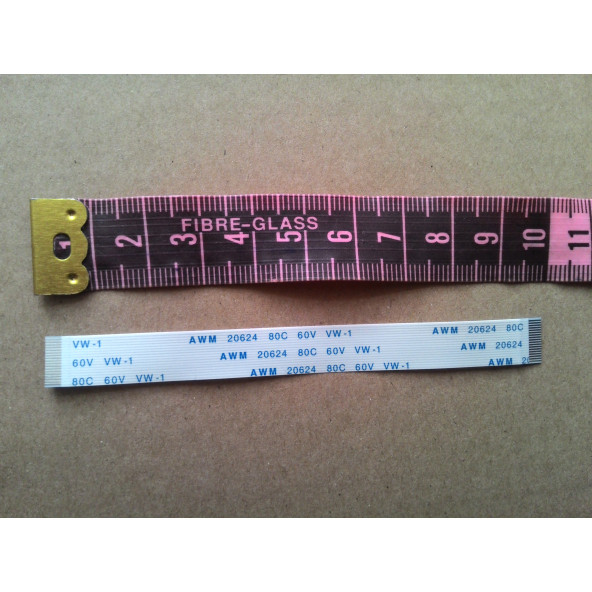 FIBRE-GLASS
1 2 3 4 5 6 7 8 9 10 11
VW-1 AWM 20624 80C 60V VW-1 AWM 20624 80C
60V VW-1 AWM 20624 80C 60V VW-1 AWM 20624
80C 60V VW-1 AWM 20624 80C 60V VW-1 AWM